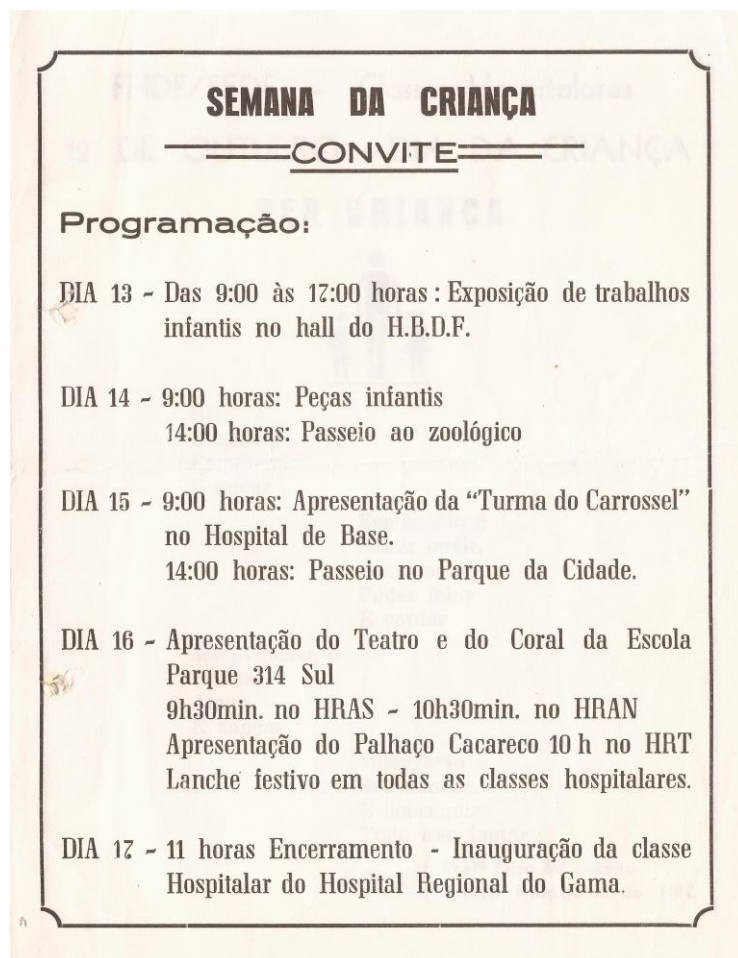 SEMANA DA CRIANÇA
CONVITE
Programação:
DIA 13 - Das 9:00 às 17:00 horas : Exposição de trabalhos
infantis no hall do H.B.D.F.
DIA 14 - 9:00 horas: Peças infantis
14:00 horas: Passeio ao zoológico
DIA 15 - 9:00 horas: Apresentação da "Turma do Carrossel"
no Hospital de Base.
14:00 horas: Passeio no Parque da Cidade.
DIA 16 - Apresentação do Teatro e do Coral da Escola
Parque 314 Sul
9h30min. no HRAS - 10h30min. no HRAN
Apresentação do Palhaço Cacareco 10 h no HRT
Lanche festivo em todas as classes hospitalares.
DIA 17 - 11 horas Encerramento - Inauguração da classe
Hospitalar do Hospital Regional do Gama.